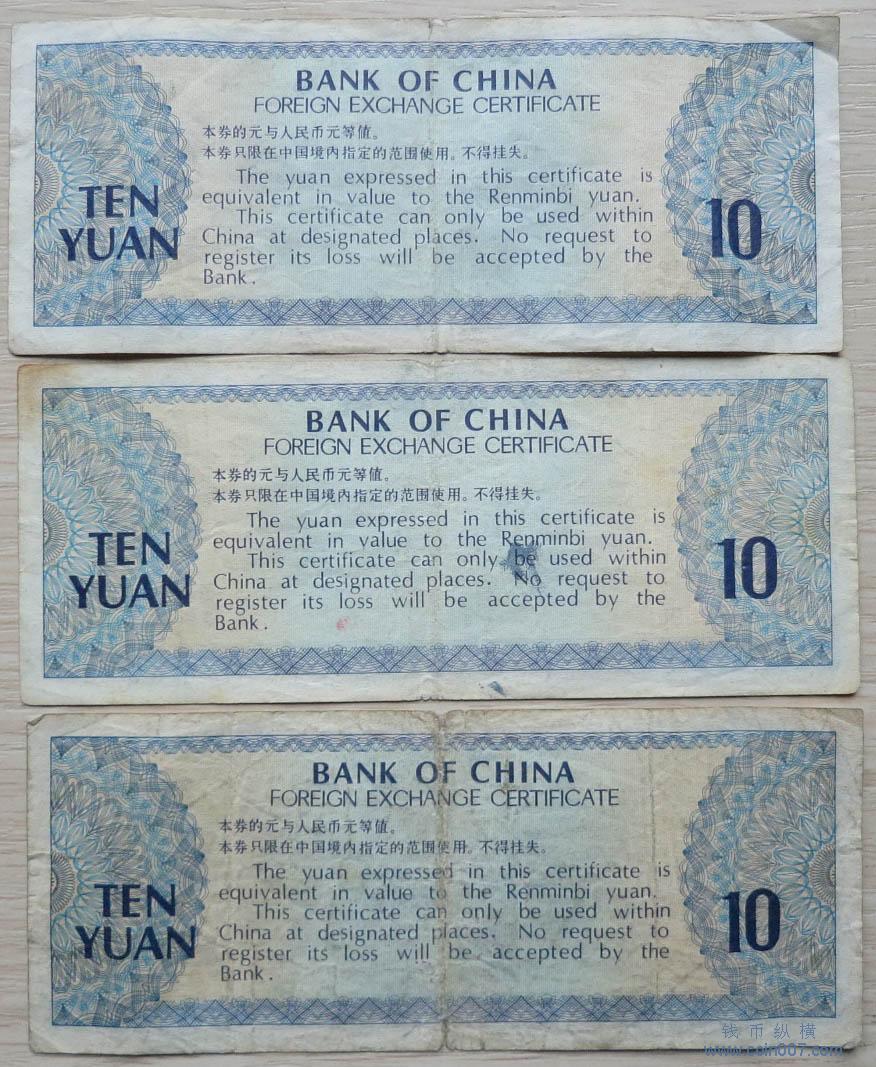 BANK OF CHINA
FOREIGN EXCHANGE CERTIFICATE
本券的元与人民币元等值。
本券只限在中国境内指定的范围使用。不得挂失。
The yuan expressed in this certificate is
equivalent in value to the Renminbi yuan.
This certificate can only be used within
China at designated places. No request to
register its loss will be accepted by the
Bank.
TEN
YUAN
10
BANK OF CHINA
FOREIGN EXCHANGE CERTIFICATE
本券的元与人民币元等值。
本券只限在中国境内指定的范围使用。不得挂失。
The yuan expressed in this certificate is
equivalent in value to the Renminbi yuan.
This certificate can only be used within
China at designated places. No request to
register its loss will be accepted by the
Bank.
TEN
YUAN
10
BANK OF CHINA
FOREIGN EXCHANGE CERTIFICATE
本券的元与人民币元等值。
本券只限在中国境内指定的范围使用。不得挂失。
The yuan expressed in this certificate is
equivalent in value to the Renminbi yuan.
This certificate can only be used within
China at designated places. No request to
register its loss will be accepted by the
Bank.
TEN
YUAN
10
钱币纵横
www.coin007.com